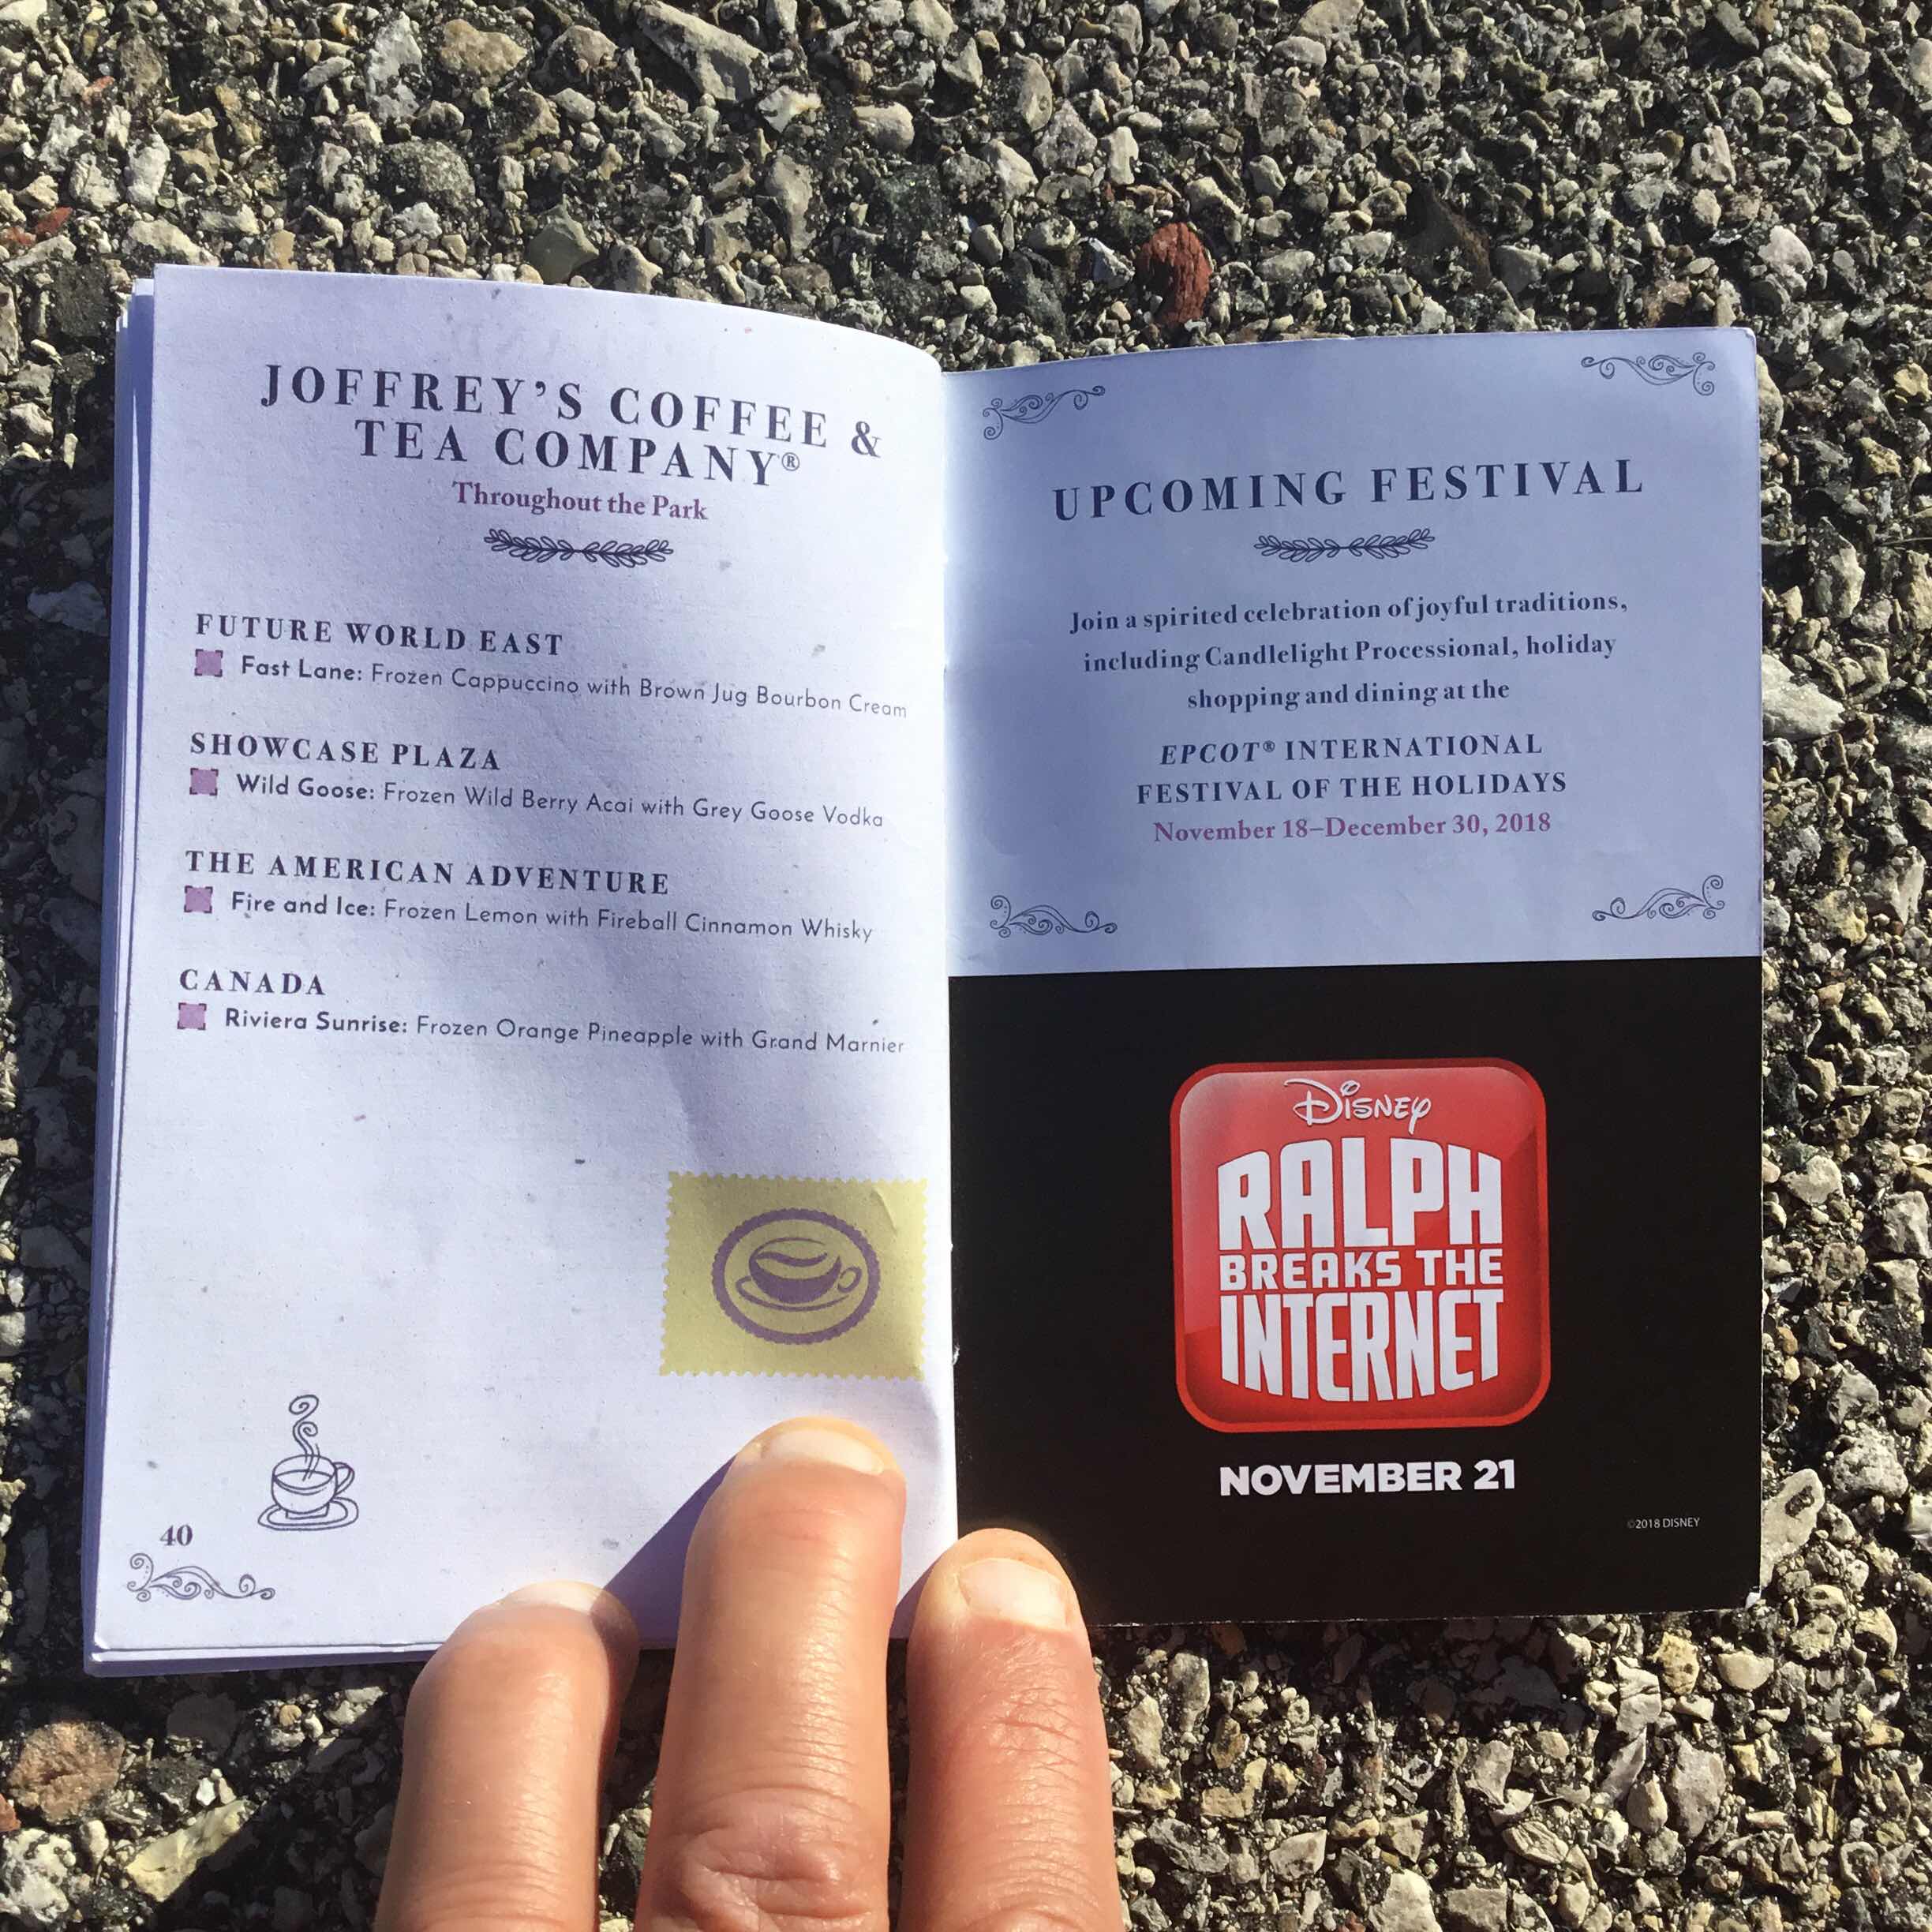 JOFFREY'S COFFEE &
TEA COMPANY®
Throughout the Park
FUTURE WORLD EAST
Fast Lane: Frozen Cappuccino with Brown Jug Bourbon Cream
SHOWCASE PLAZA
Wild Goose: Frozen Wild Berry Acai with Grey Goose Vodka
THE AMERICAN ADVENTURE
Fire and Ice: Frozen Lemon with Fireball Cinnamon Whisky
CANADA
Riviera Sunrise: Frozen Orange Pineapple with Grand Marnier
40
UPCOMING FESTIVAL
Join a spirited celebration of joyful traditions,
including Candlelight Processional, holiday
shopping and dining at the
EPCOT® INTERNATIONAL
FESTIVAL OF THE HOLIDAYS
November 18–December 30, 2018
DISNEY
RALPH
BREAKS THE
INTERNET
NOVEMBER 21
©2018 DISNEY